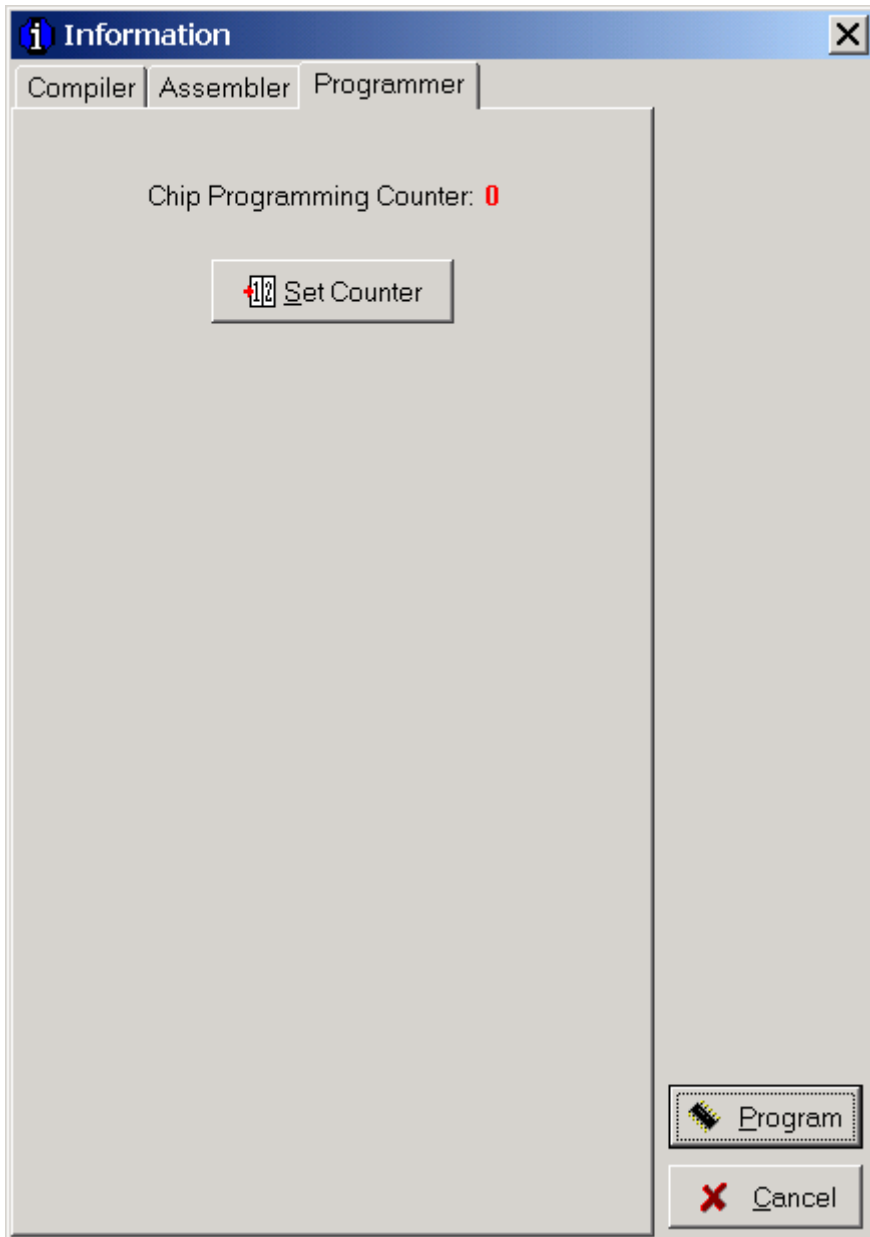 Information
Compiler Assembler Programmer
Chip Programming Counter: 0
Set Counter
Program
Cancel